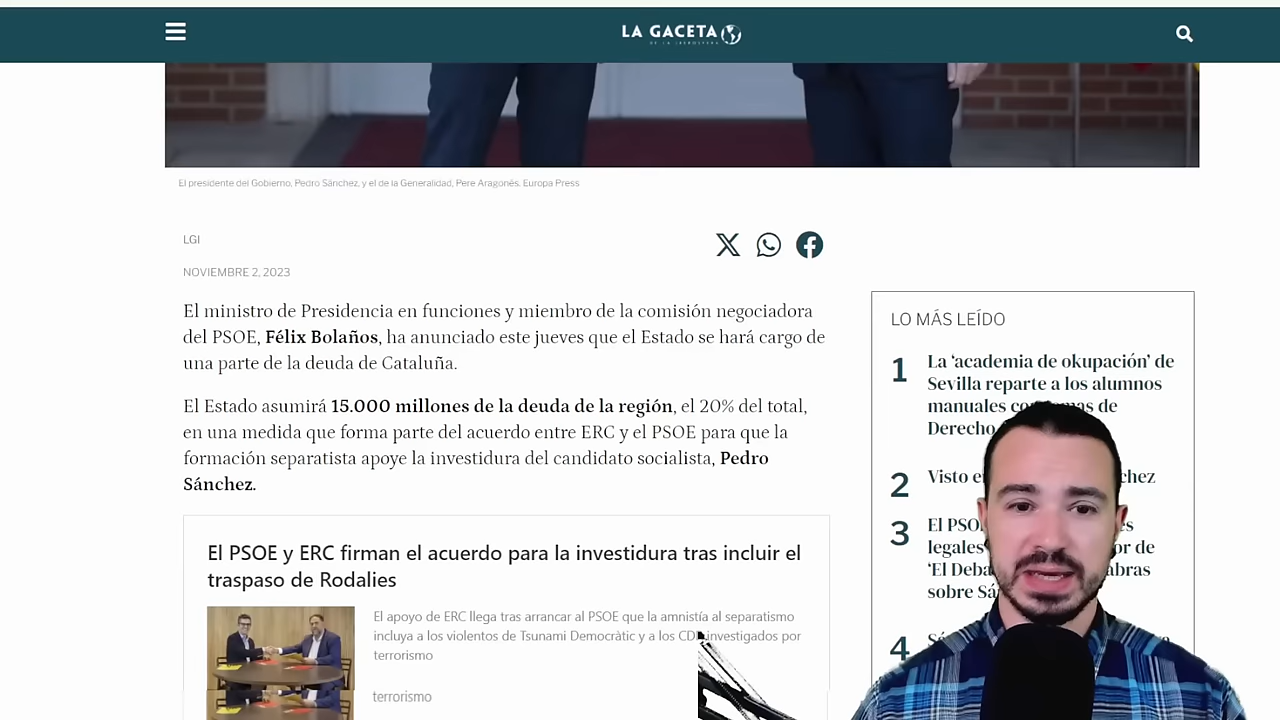 LA GACETA
DE LA IBEROSFERA
El presidente del Gobierno, Pedro Sánchez, y el de la Generalidad, Pere Aragonés. Europa Press
LGI
NOVIEMBRE 2, 2023
El ministro de Presidencia en funciones y miembro de la comisión negociadora
del PSOE, Félix Bolaños, ha anunciado este jueves que el Estado se hará cargo de
una parte de la deuda de Cataluña.
El Estado asumirá 15.000 millones de la deuda de la región, el 20% del total,
en una medida que forma parte del acuerdo entre ERC y el PSOE para que la
formación separatista apoye la investidura del candidato socialista, Pedro
Sánchez.
El PSOE y ERC firman el acuerdo para la investidura tras incluir el
traspaso de Rodalies
El apoyo de ERC llega tras arrancar al PSOE que la amnistía al separatismo
incluya a los violentos de Tsunami Democràtic y a los investigados por
terrorismo
terrorismo
LO MÁS LEÍDO
1
La ‘academia de okupación’ de
Sevilla reparte a los alumnos
manuales de
Derecho
2
Visto
3
El
legales or de
‘El
sobre
4